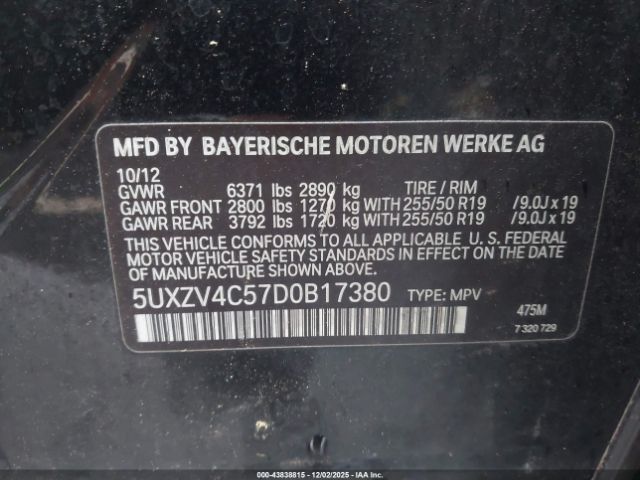 MFD BY BAYERISCHE MOTOREN WERKE AG
10/12
GVWR 6371 lbs 2890 kg TIRE / RIM
GAWR FRONT 2800 lbs 1270 kg WITH 255/50 R19 /9.0J x 19
GAWR REAR 3792 lbs 1720 kg WITH 255/50 R19 /9.0J x 19
THIS VEHICLE CONFORMS TO ALL APPLICABLE U. S. FEDERAL
MOTOR VEHICLE SAFETY STANDARDS IN EFFECT ON THE DATE
OF MANUFACTURE SHOWN ABOVE.
5UXZV4C57D0B17380 TYPE: MPV
475M
7 320 729
000-43838815 - 12/02/2025 - IAAI.COM